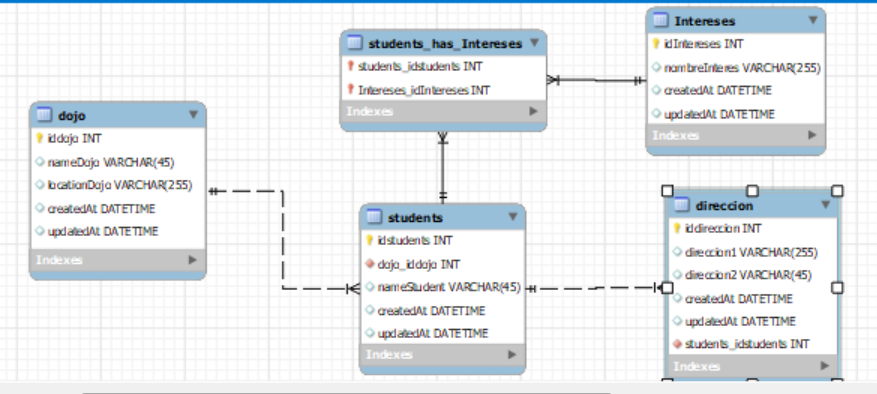 dojo
iddojo INT
nameDojo VARCHAR(45)
locationDojo VARCHAR(255)
createdAt DATETIME
updatedAt DATETIME
Indexes
students_has_Intereses
students_idstudents INT
Intereses_idIntereses INT
Indexes
Intereses
idIntereses INT
nombreInteres VARCHAR(255)
createdAt DATETIME
updatedAt DATETIME
Indexes
students
idstudents INT
dojo_iddojo INT
nameStudent VARCHAR(45)
createdAt DATETIME
updatedAt DATETIME
Indexes
direccion
iddireccion INT
direccion1 VARCHAR(255)
direccion2 VARCHAR(45)
createdAt DATETIME
updatedAt DATETIME
students_idstudents INT
Indexes